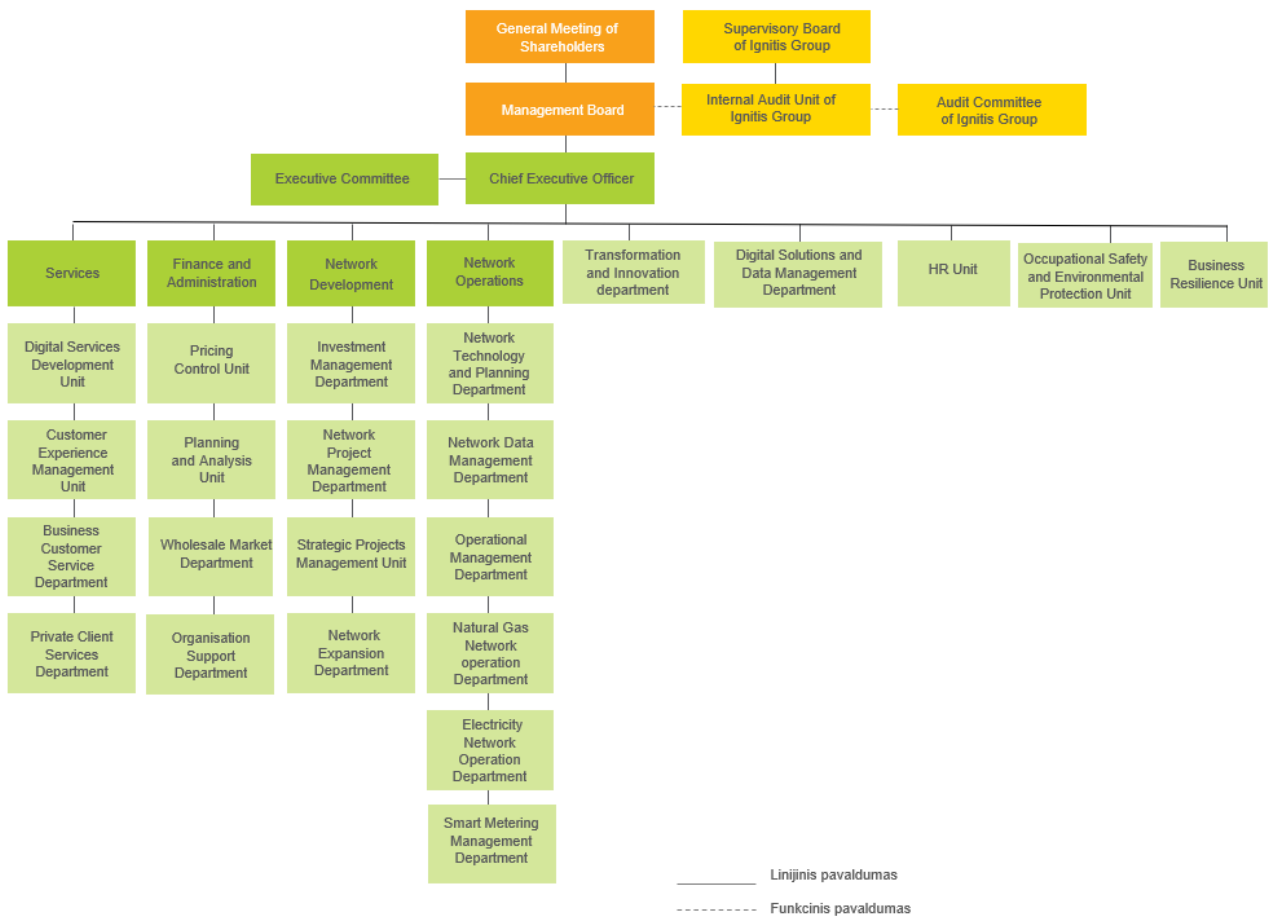 General Meeting of
Shareholders
Supervisory Board
of Ignitis Group
Management Board
Internal Audit Unit of
Ignitis Group
Audit Committee
of Ignitis Group
Executive Committee
Chief Executive Officer
Services
Finance and
Administration
Network
Development
Network
Operations
Transformation
and Innovation
department
Digital Solutions and
Data Management
Department
HR Unit
Occupational Safety
and Environmental
Protection Unit
Business
Resilience Unit
Digital Services
Development
Unit
Pricing
Control Unit
Investment
Management
Department
Network
Technology
and Planning
Department
Customer
Experience
Management
Unit
Planning
and Analysis
Unit
Network
Project
Management
Department
Network Data
Management
Department
Business
Customer
Service
Department
Wholesale Market
Department
Strategic Projects
Management Unit
Operational
Management
Department
Private Client
Services
Department
Organisation
Support
Department
Network
Expansion
Department
Natural Gas
Network
operation
Department
Electricity
Network
Operation
Department
Smart Metering
Management
Department
Linijinis pavaldumas
Funkcinis pavaldumas